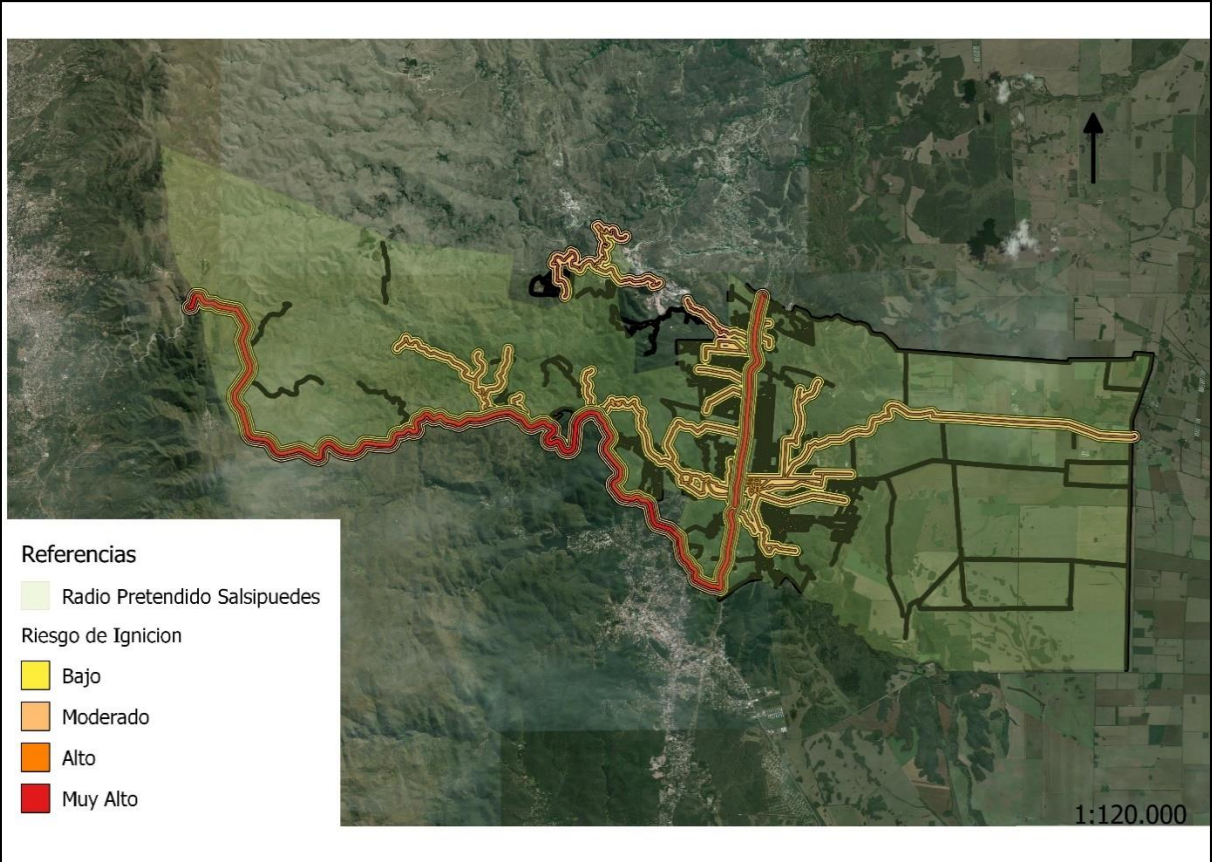 Referencias
Radio Pretendido Salsipuedes
Riesgo de Ignicion
Bajo
Moderado
Alto
Muy Alto
1:120.000